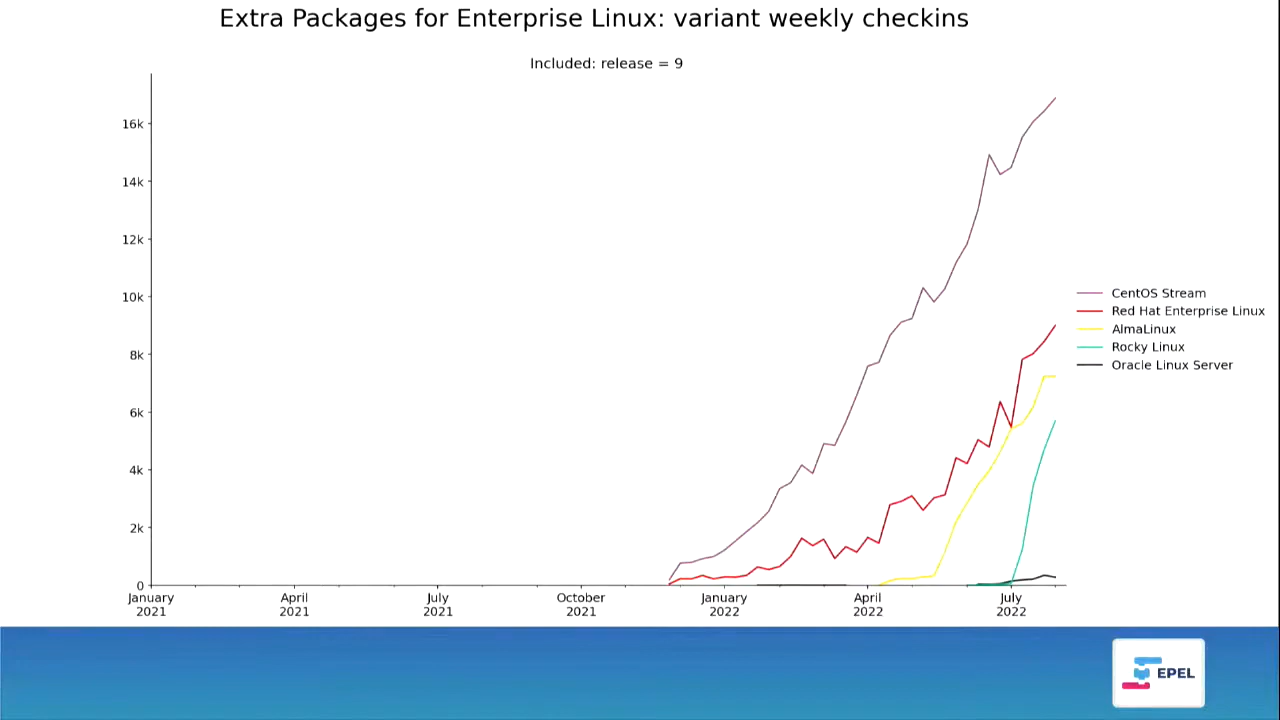 Extra Packages for Enterprise Linux: variant weekly checkins
Included: release = 9
16k
14k
12k
10k
8k
6k
4k
2k
0
January
2021
April
2021
July
2021
October
2021
January
2022
April
2022
July
2022
CentOS Stream
Red Hat Enterprise Linux
AlmaLinux
Rocky Linux
Oracle Linux Server
EPEL